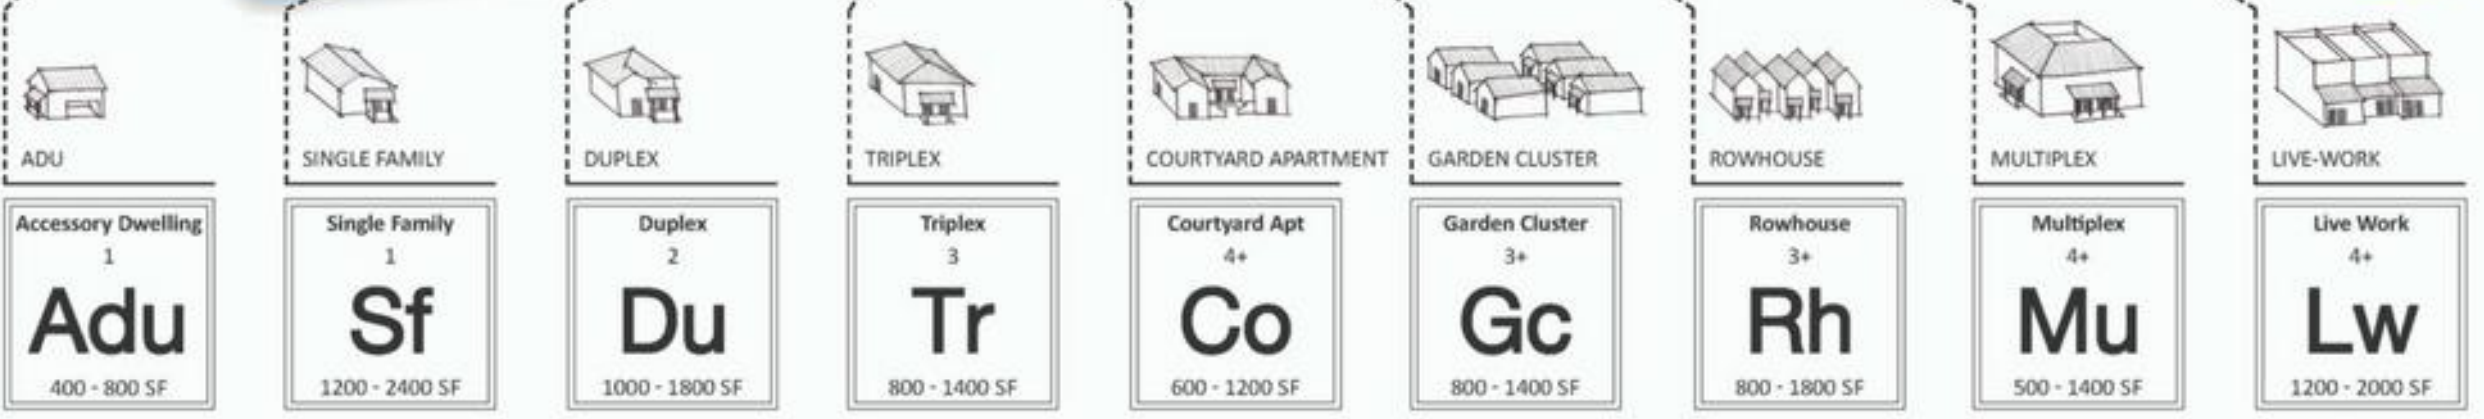 ADU
SINGLE FAMILY
DUPLEX
TRIPLEX
COURTYARD APARTMENT
GARDEN CLUSTER
ROWHOUSE
MULTIPLEX
LIVE-WORK
Accessory Dwelling
1
Adu
400 - 800 SF
Single Family
1
Sf
1200 - 2400 SF
Duplex
2
Du
1000 - 1800 SF
Triplex
3
Tr
800 - 1400 SF
Courtyard Apt
4+
Co
600 - 1200 SF
Garden Cluster
3+
Gc
800 - 1400 SF
Rowhouse
3+
Rh
800 - 1800 SF
Multiplex
4+
Mu
500 - 1400 SF
Live Work
4+
Lw
1200 - 2000 SF